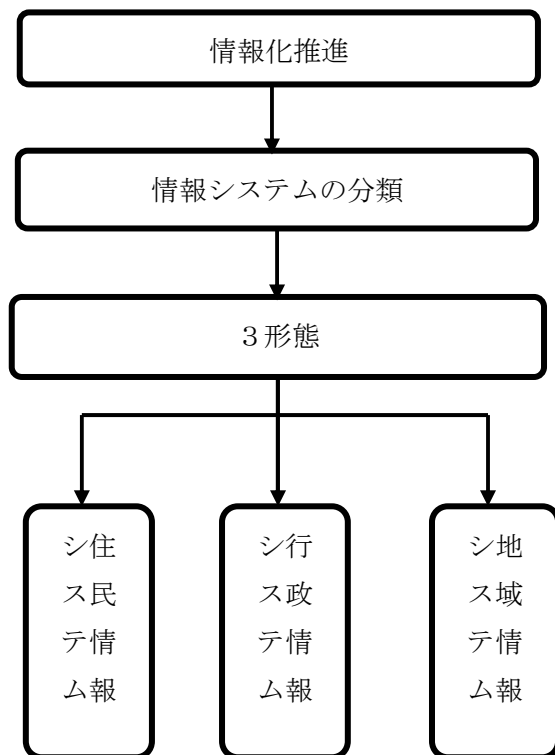 情報化推進
情報システムの分類
３形態
住民情報
システム
行政情報
システム
地域情報
システム